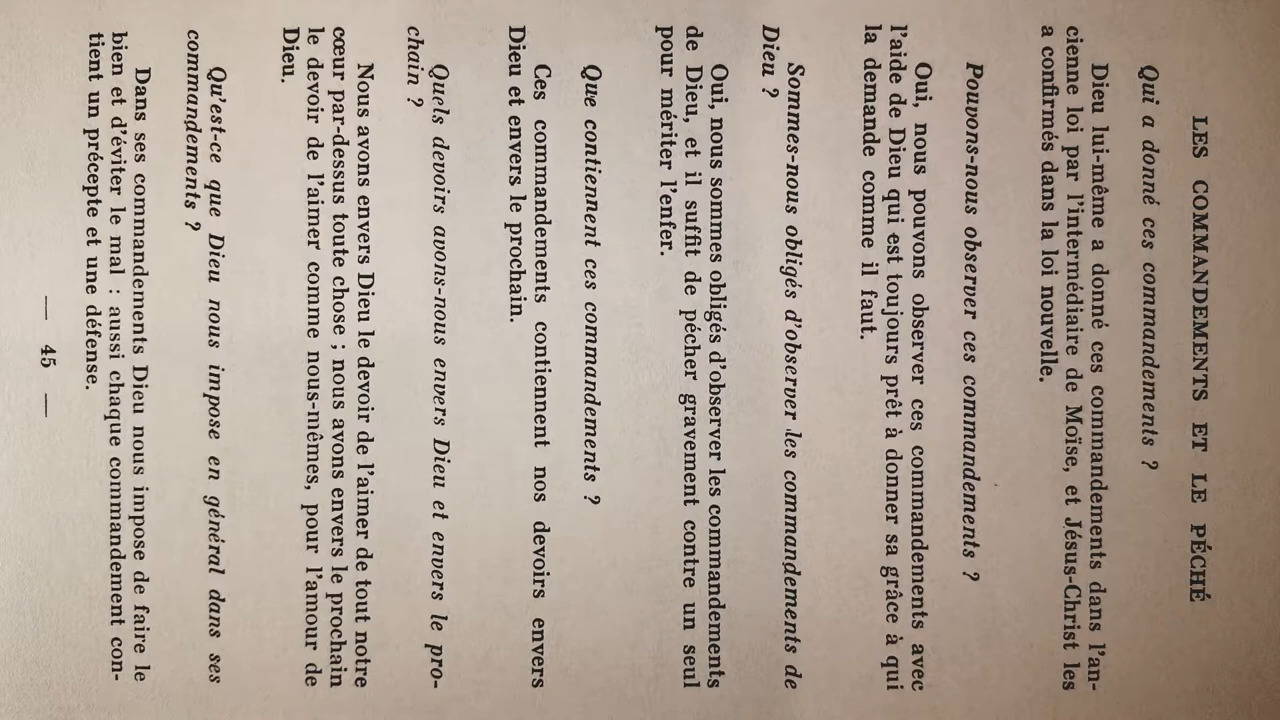 LES COMMANDEMENTS ET LE PÉCHÉ
Qui a donné ces commandements ?
Dieu lui-même a donné ces commandements dans l'an-
cienne loi par l'intermédiaire de Moïse, et Jésus-Christ les
a confirmés dans la loi nouvelle.
Pouvons-nous observer ces commandements ?
Oui, nous pouvons observer ces commandements avec
l'aide de Dieu qui est toujours prêt à donner sa grâce à qui
la demande comme il faut.
Sommes-nous obligés d'observer les commandements de
Dieu ?
Oui, nous sommes obligés d'observer les commandements
de Dieu, et il suffit de pécher gravement contre un seul
pour mériter l'enfer.
Que contiennent ces commandements ?
Ces commandements contiennent nos devoirs envers
Dieu et envers le prochain.
Quels devoirs avons-nous envers Dieu et envers le pro-
chain ?
Nous avons envers Dieu le devoir de l'aimer de tout notre
cœur par-dessus toute chose ; nous avons envers le prochain
le devoir de l'aimer comme nous-mêmes, pour l'amour de
Dieu.
Qu'est-ce que Dieu nous impose en général dans ses
commandements ?
Dans ses commandements Dieu nous impose de faire le
bien et d'éviter le mal : aussi chaque commandement con-
tient un précepte et une défense.
— 45 —